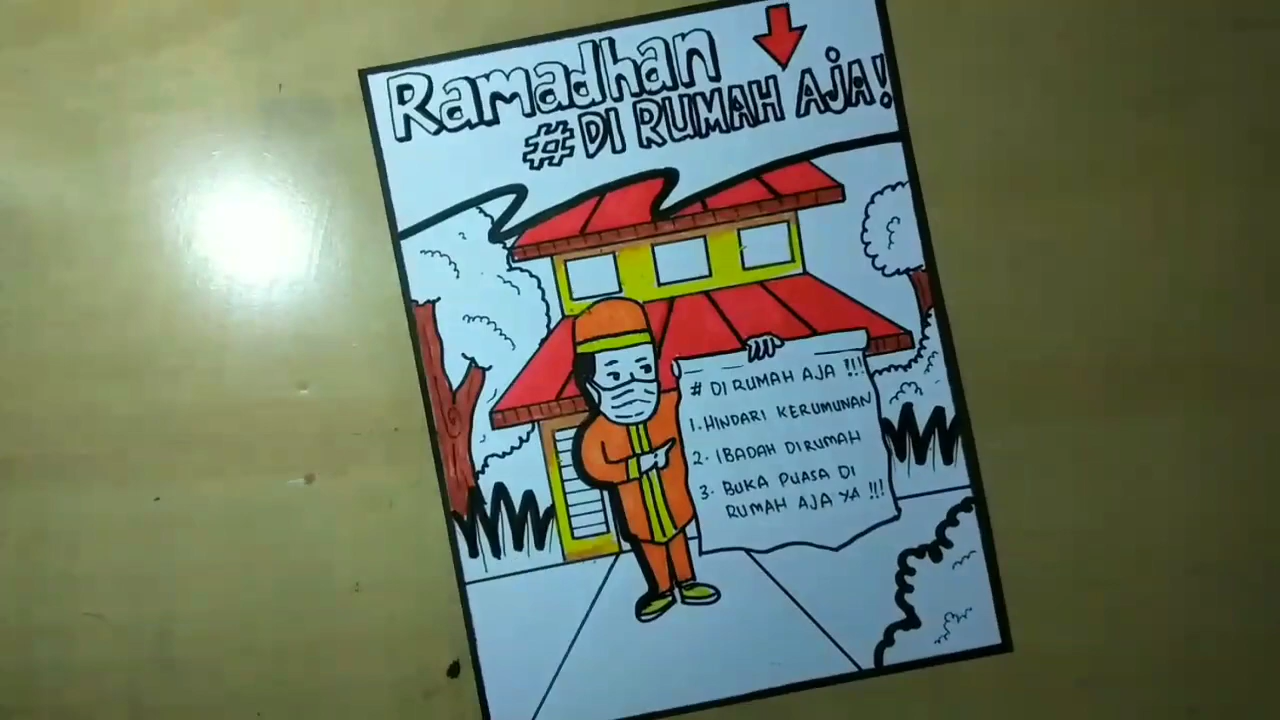 Ramadhan
# DI RUMAH AJA!
# DI RUMAH AJA !!!
1. HINDARI KERUMUNAN
2. IBADAH DIRUMAH
3. BUKA PUASA DI
RUMAH AJA YA !!!